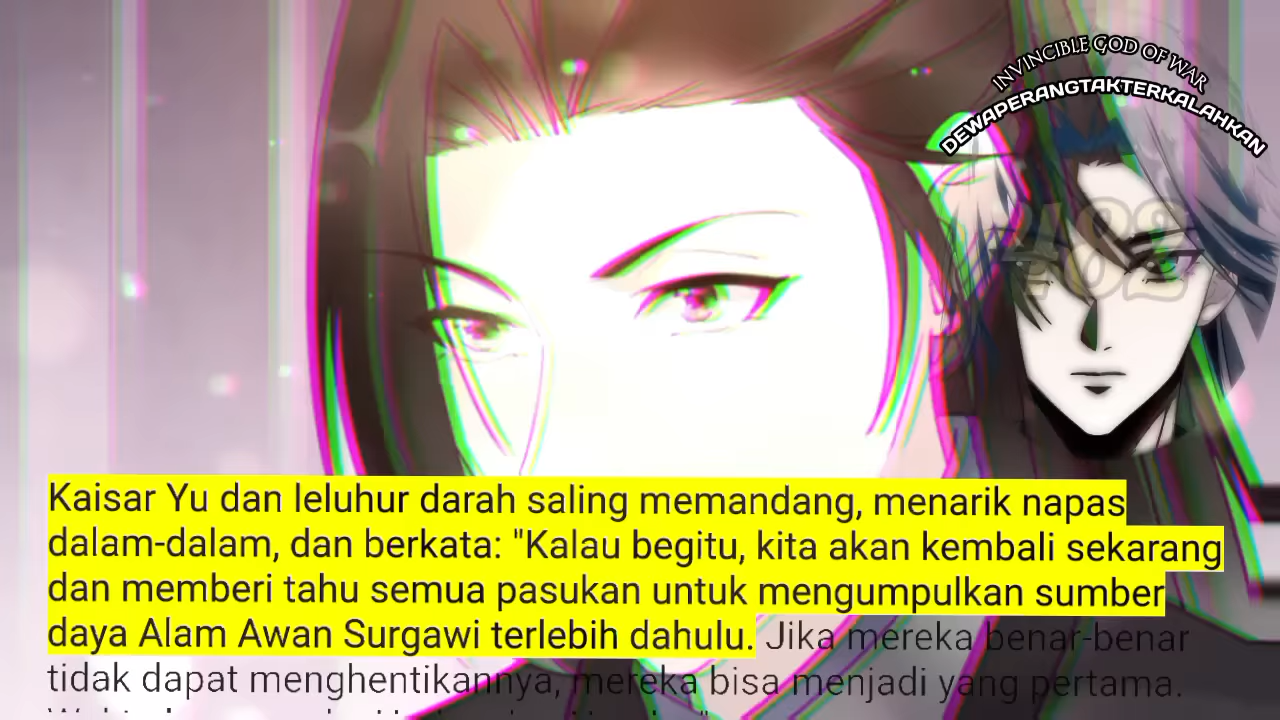 INVINCIBLE GOD OF WAR
DEWAPERANGTAKTERKALAHKAN
Kaisar Yu dan leluhur darah saling memandang, menarik napas
dalam-dalam, dan berkata: "Kalau begitu, kita akan kembali sekarang
dan memberi tahu semua pasukan untuk mengumpulkan sumber
daya Alam Awan Surgawi terlebih dahulu. Jika mereka benar-benar
tidak dapat menghentikannya, mereka bisa menjadi yang pertama.